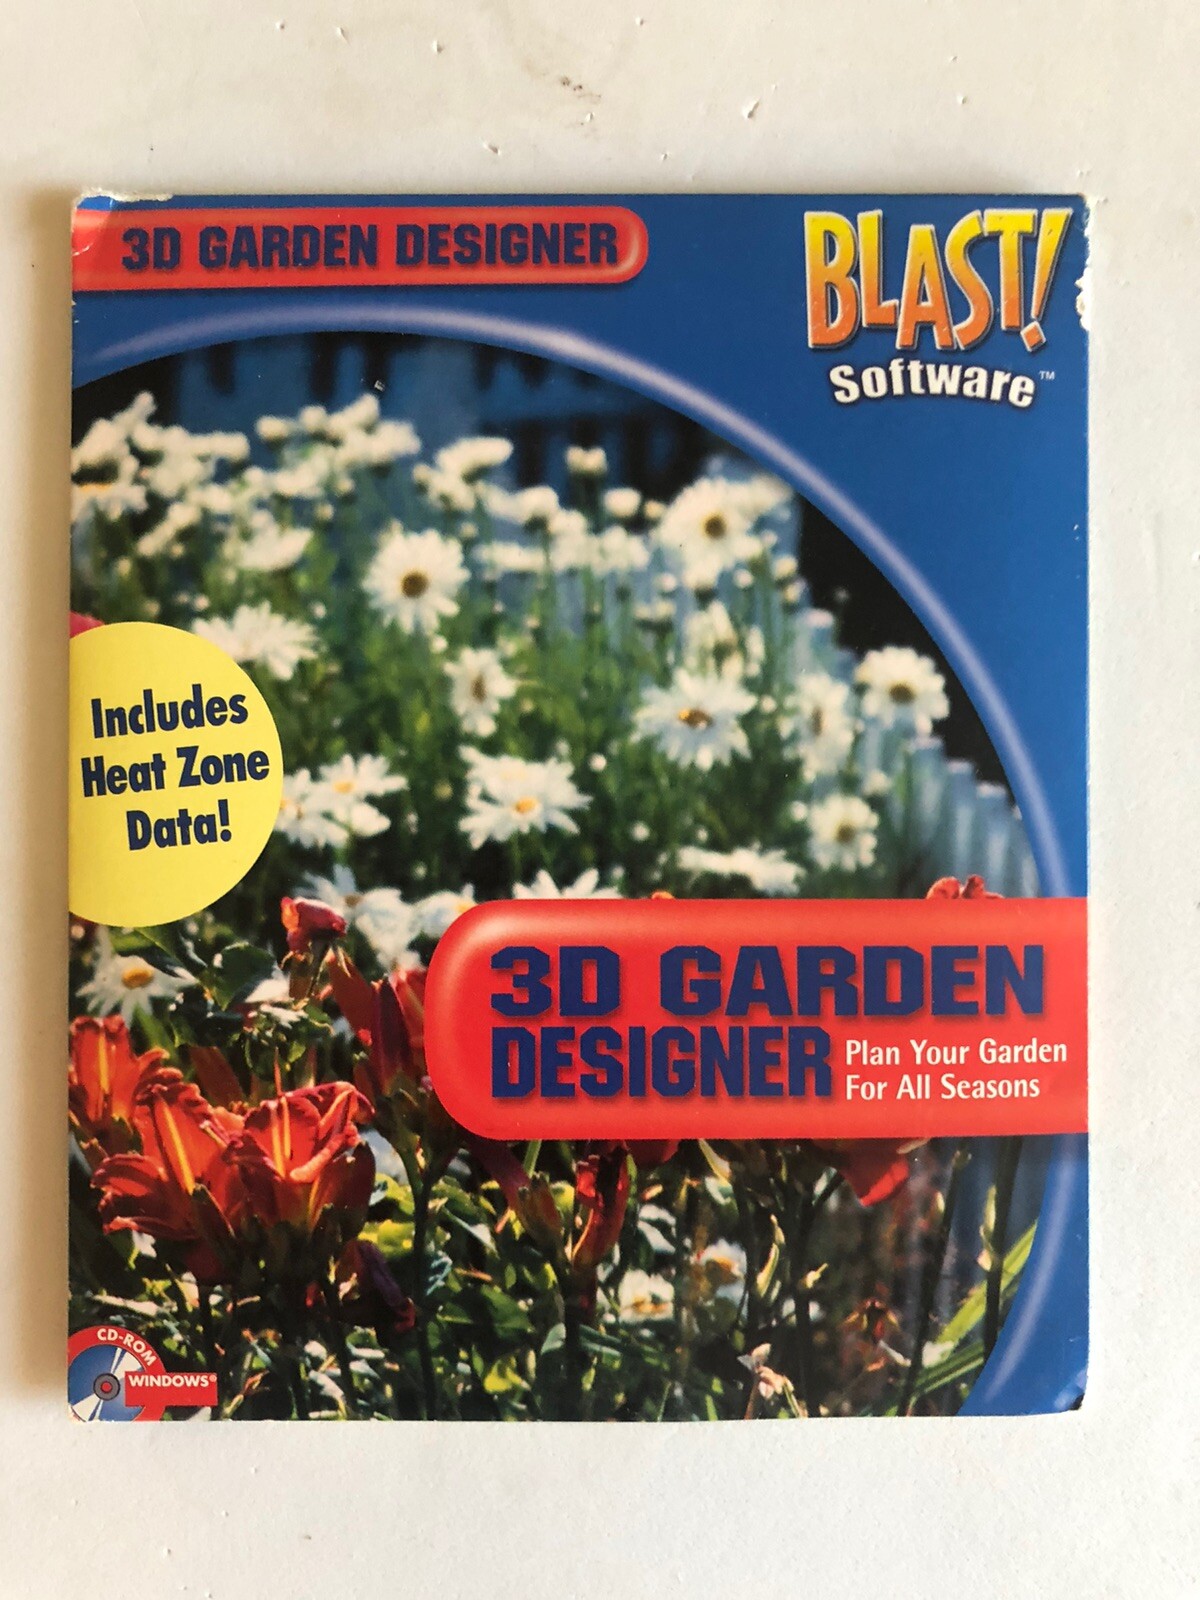 3D GARDEN DESIGNER
BLAST!
Software™
Includes
Heat Zone
Data!
3D GARDEN
DESIGNER
Plan Your Garden
For All Seasons
CD-ROM
WINDOWS®